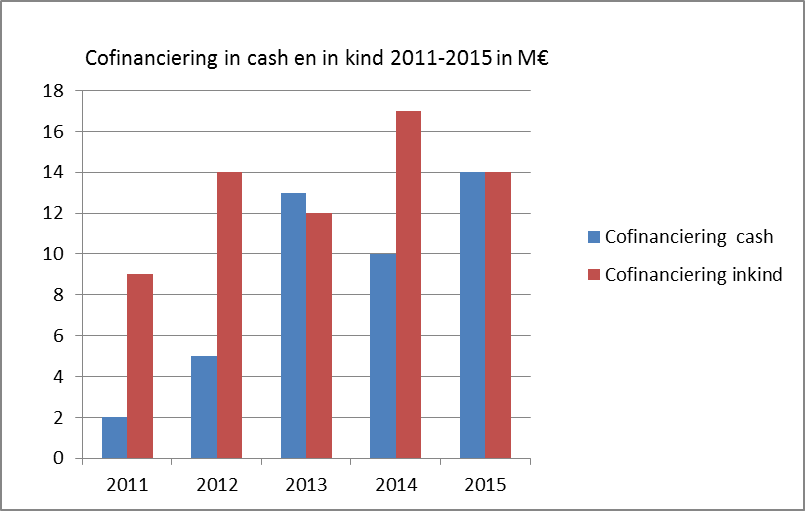 Cofinanciering in cash en in kind 2011-2015 in M€
18
16
14
12
10
8
6
4
2
0
2011 2012 2013 2014 2015
Cofinanciering cash
Cofinanciering inkind